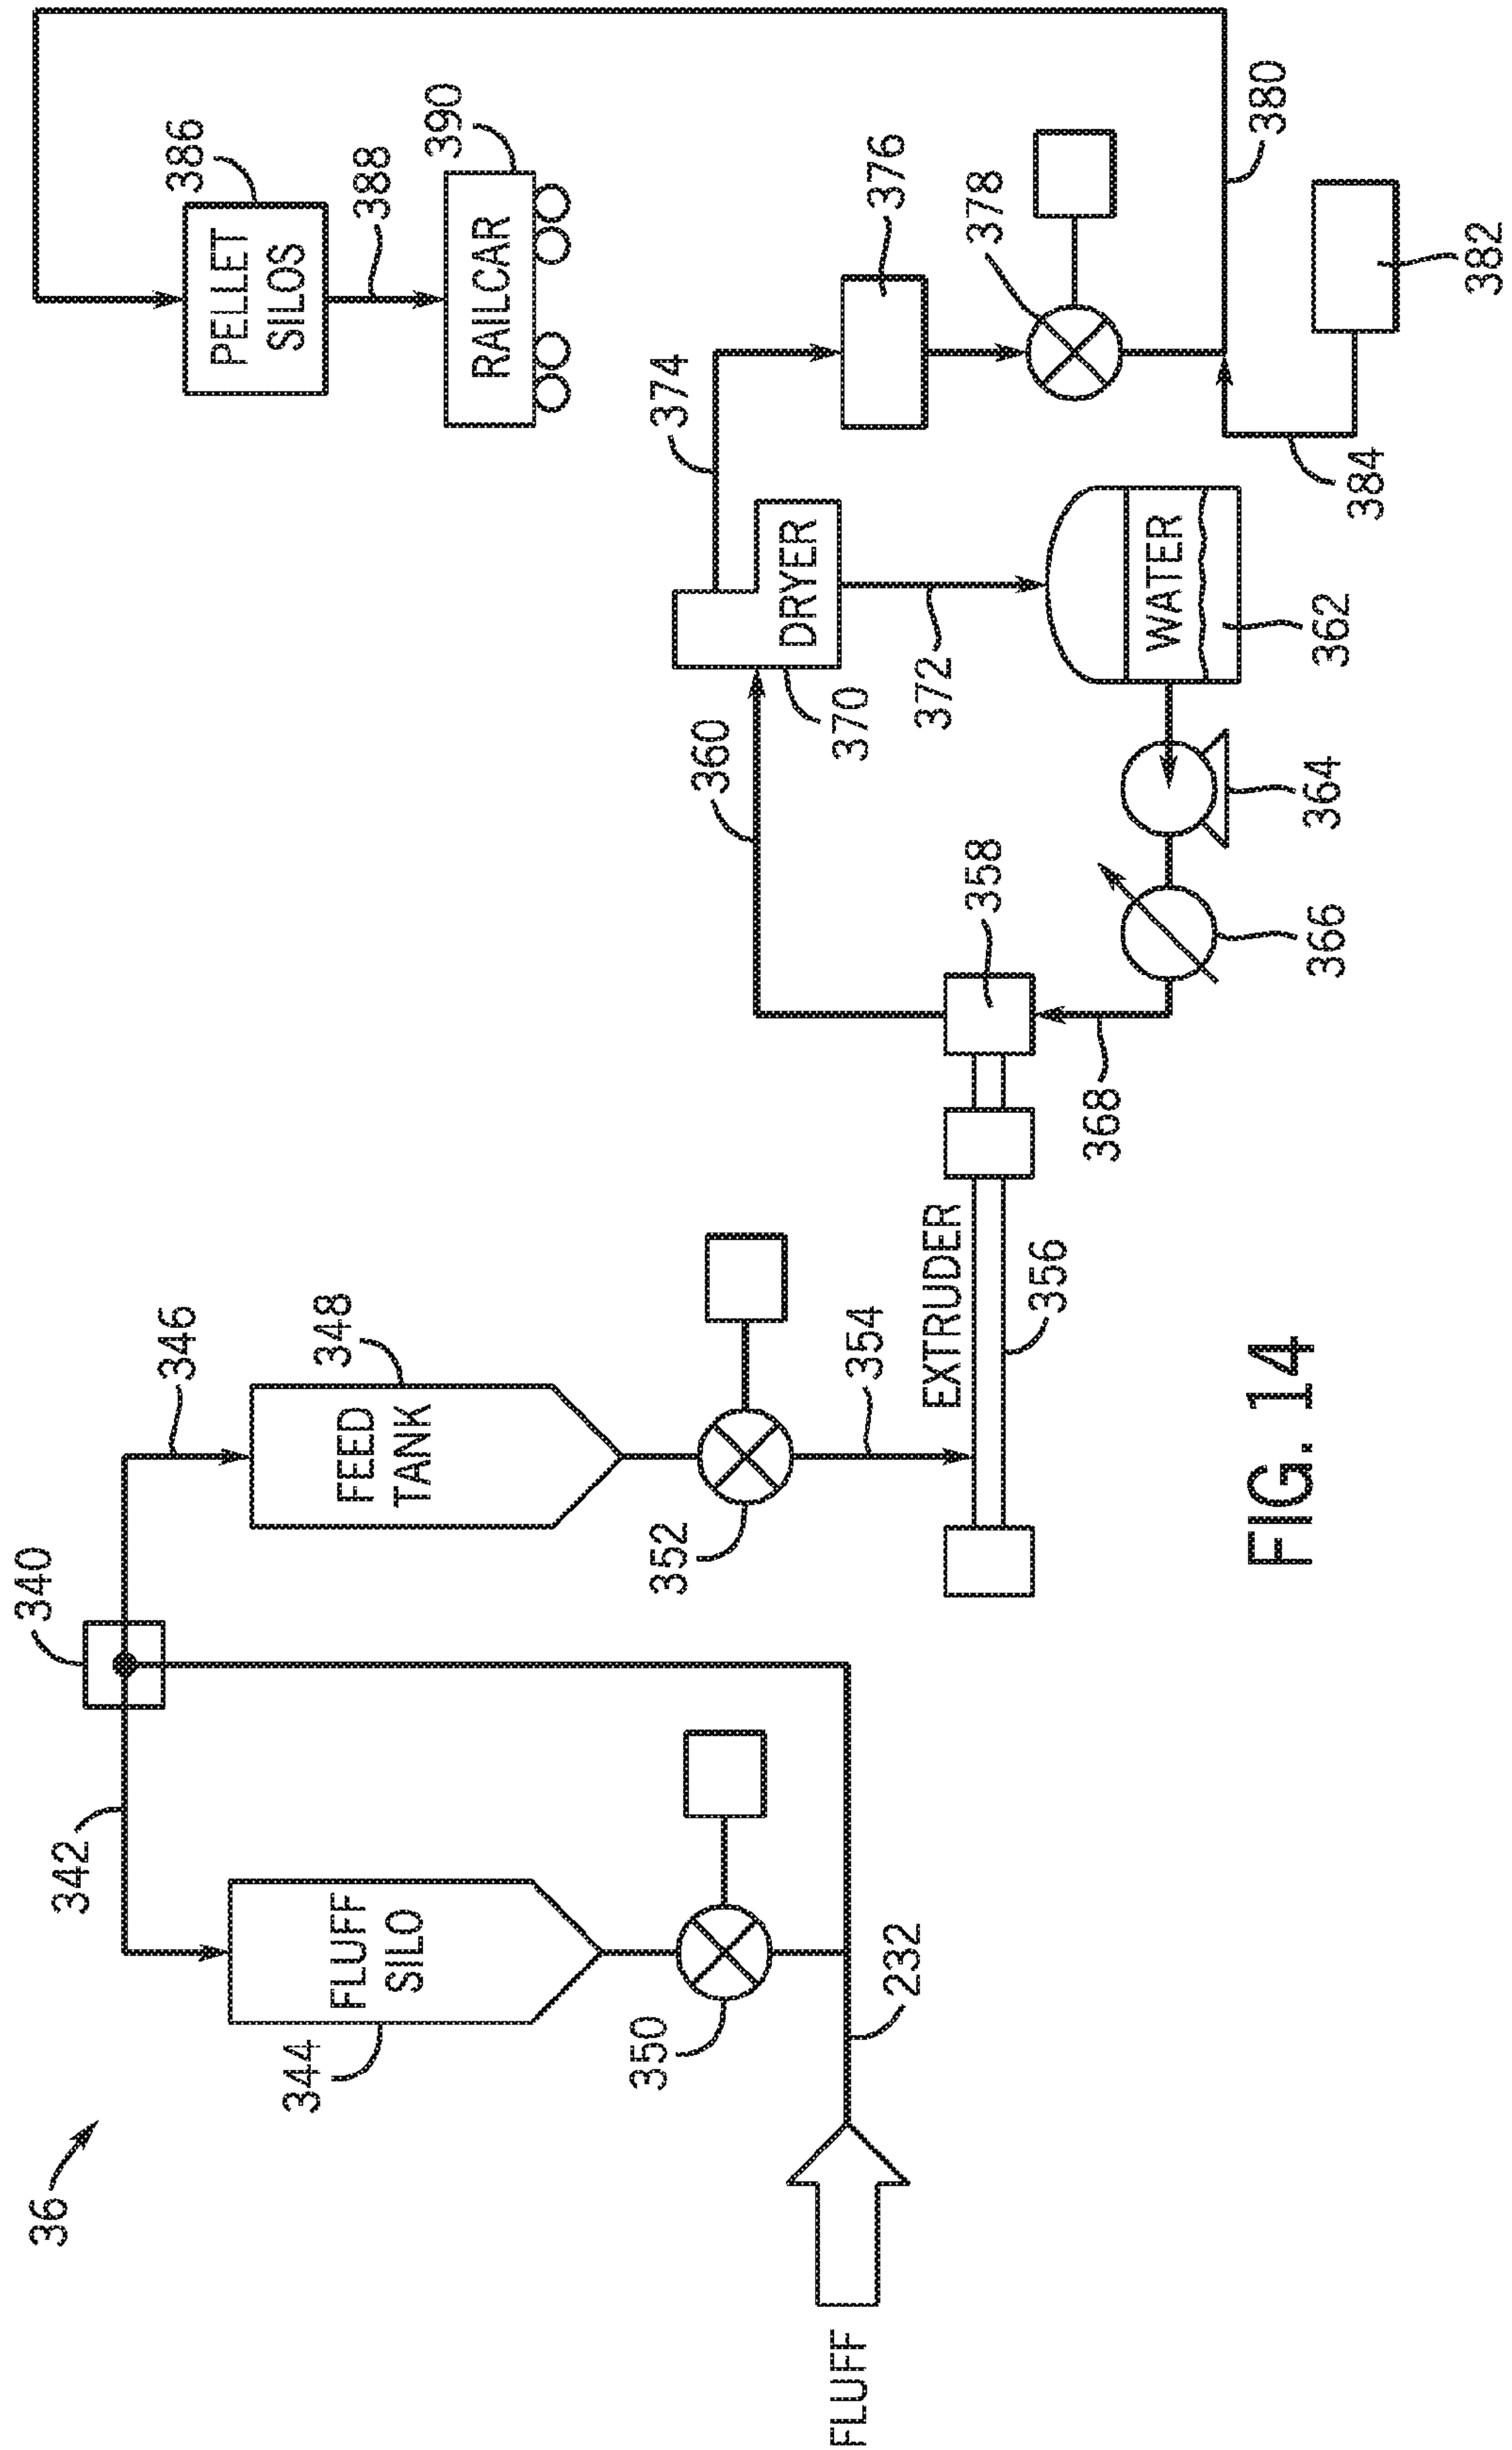 36
340
342
346
344
FLUFF
SILO
348
FEED
TANK
350
352
354
FLUFF
232
EXTRUDER
356
358
360
368
370
DRYER
372
374
WATER
362
364
366
376
378
380
382
384
386
PELLET
SILOS
388
390
RAILCAR
FIG. 14